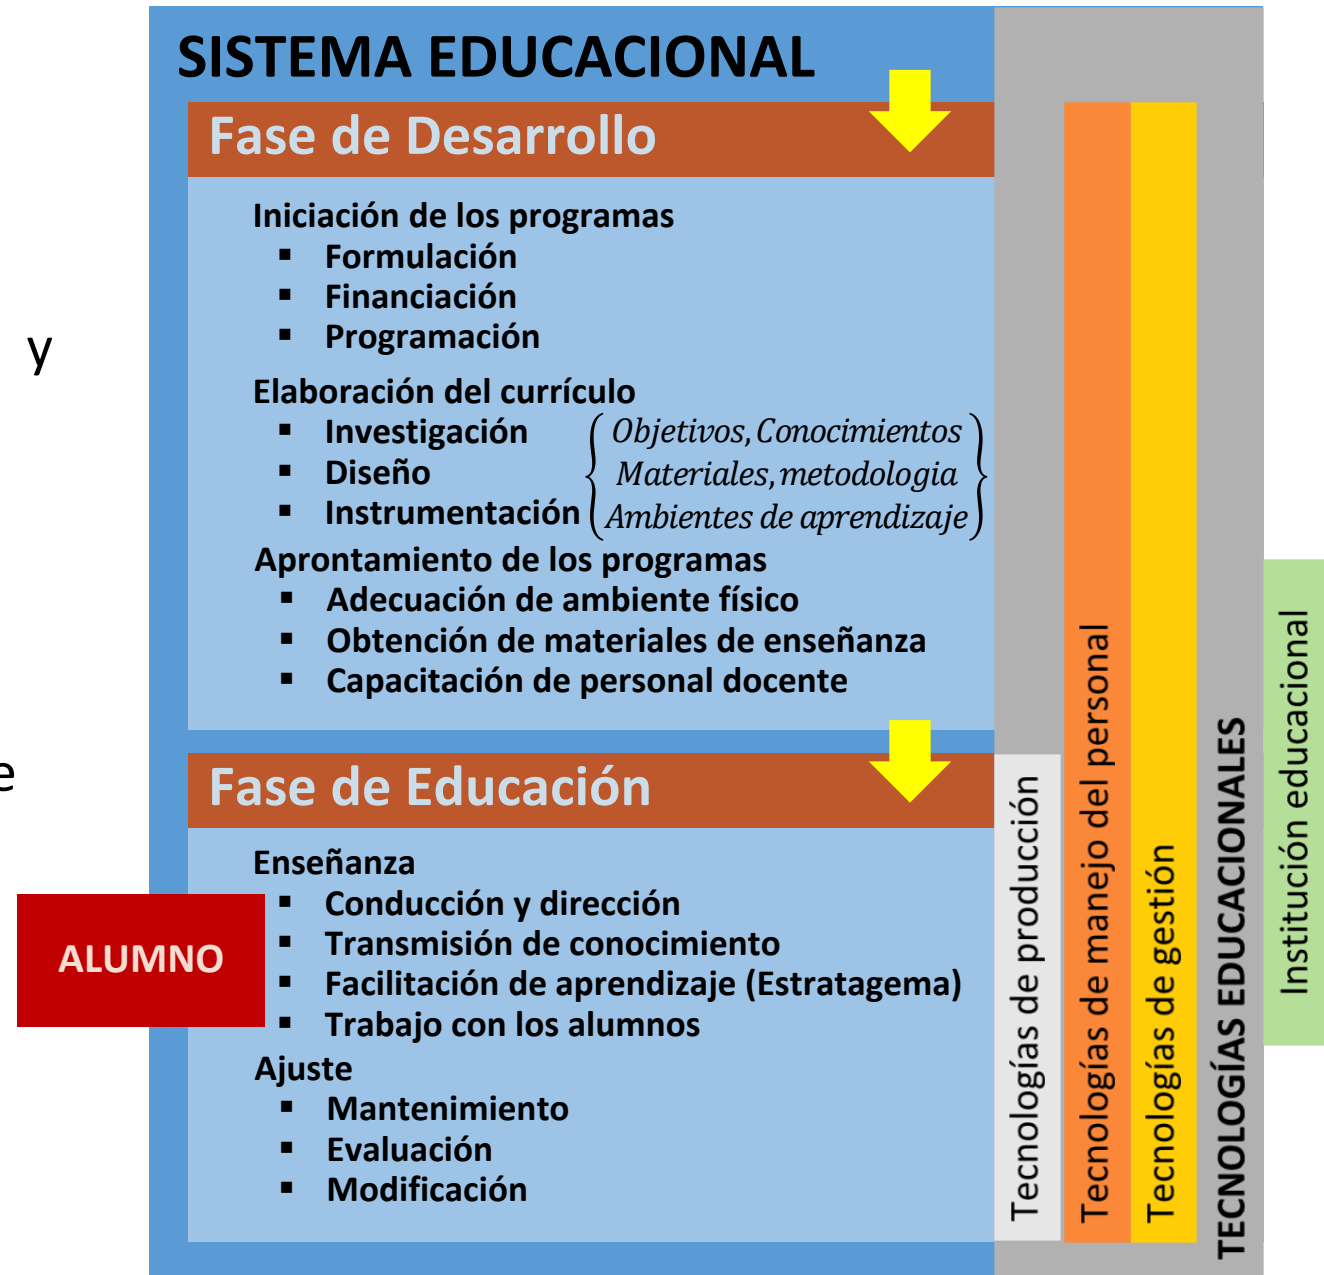 SISTEMA EDUCACIONAL
Fase de Desarrollo
Iniciación de los programas
▪ Formulación
▪ Financiación
▪ Programación
y
Elaboración del currículo
▪ Investigación
▪ Diseño
▪ Instrumentación
Objetivos, Conocimientos
Materiales, metodologia
Ambientes de aprendizaje
Aprontamiento de los programas
▪ Adecuación de ambiente físico
▪ Obtención de materiales de enseñanza
▪ Capacitación de personal docente
e
Fase de Educación
Enseñanza
▪ Conducción y dirección
▪ Transmisión de conocimiento
▪ Facilitación de aprendizaje (Estratagema)
▪ Trabajo con los alumnos
ALUMNO
Ajuste
▪ Mantenimiento
▪ Evaluación
▪ Modificación
Tecnologías de producción
Tecnologías de manejo del personal
Tecnologías de gestión
TECNOLOGÍAS EDUCACIONALES
Institución educacional